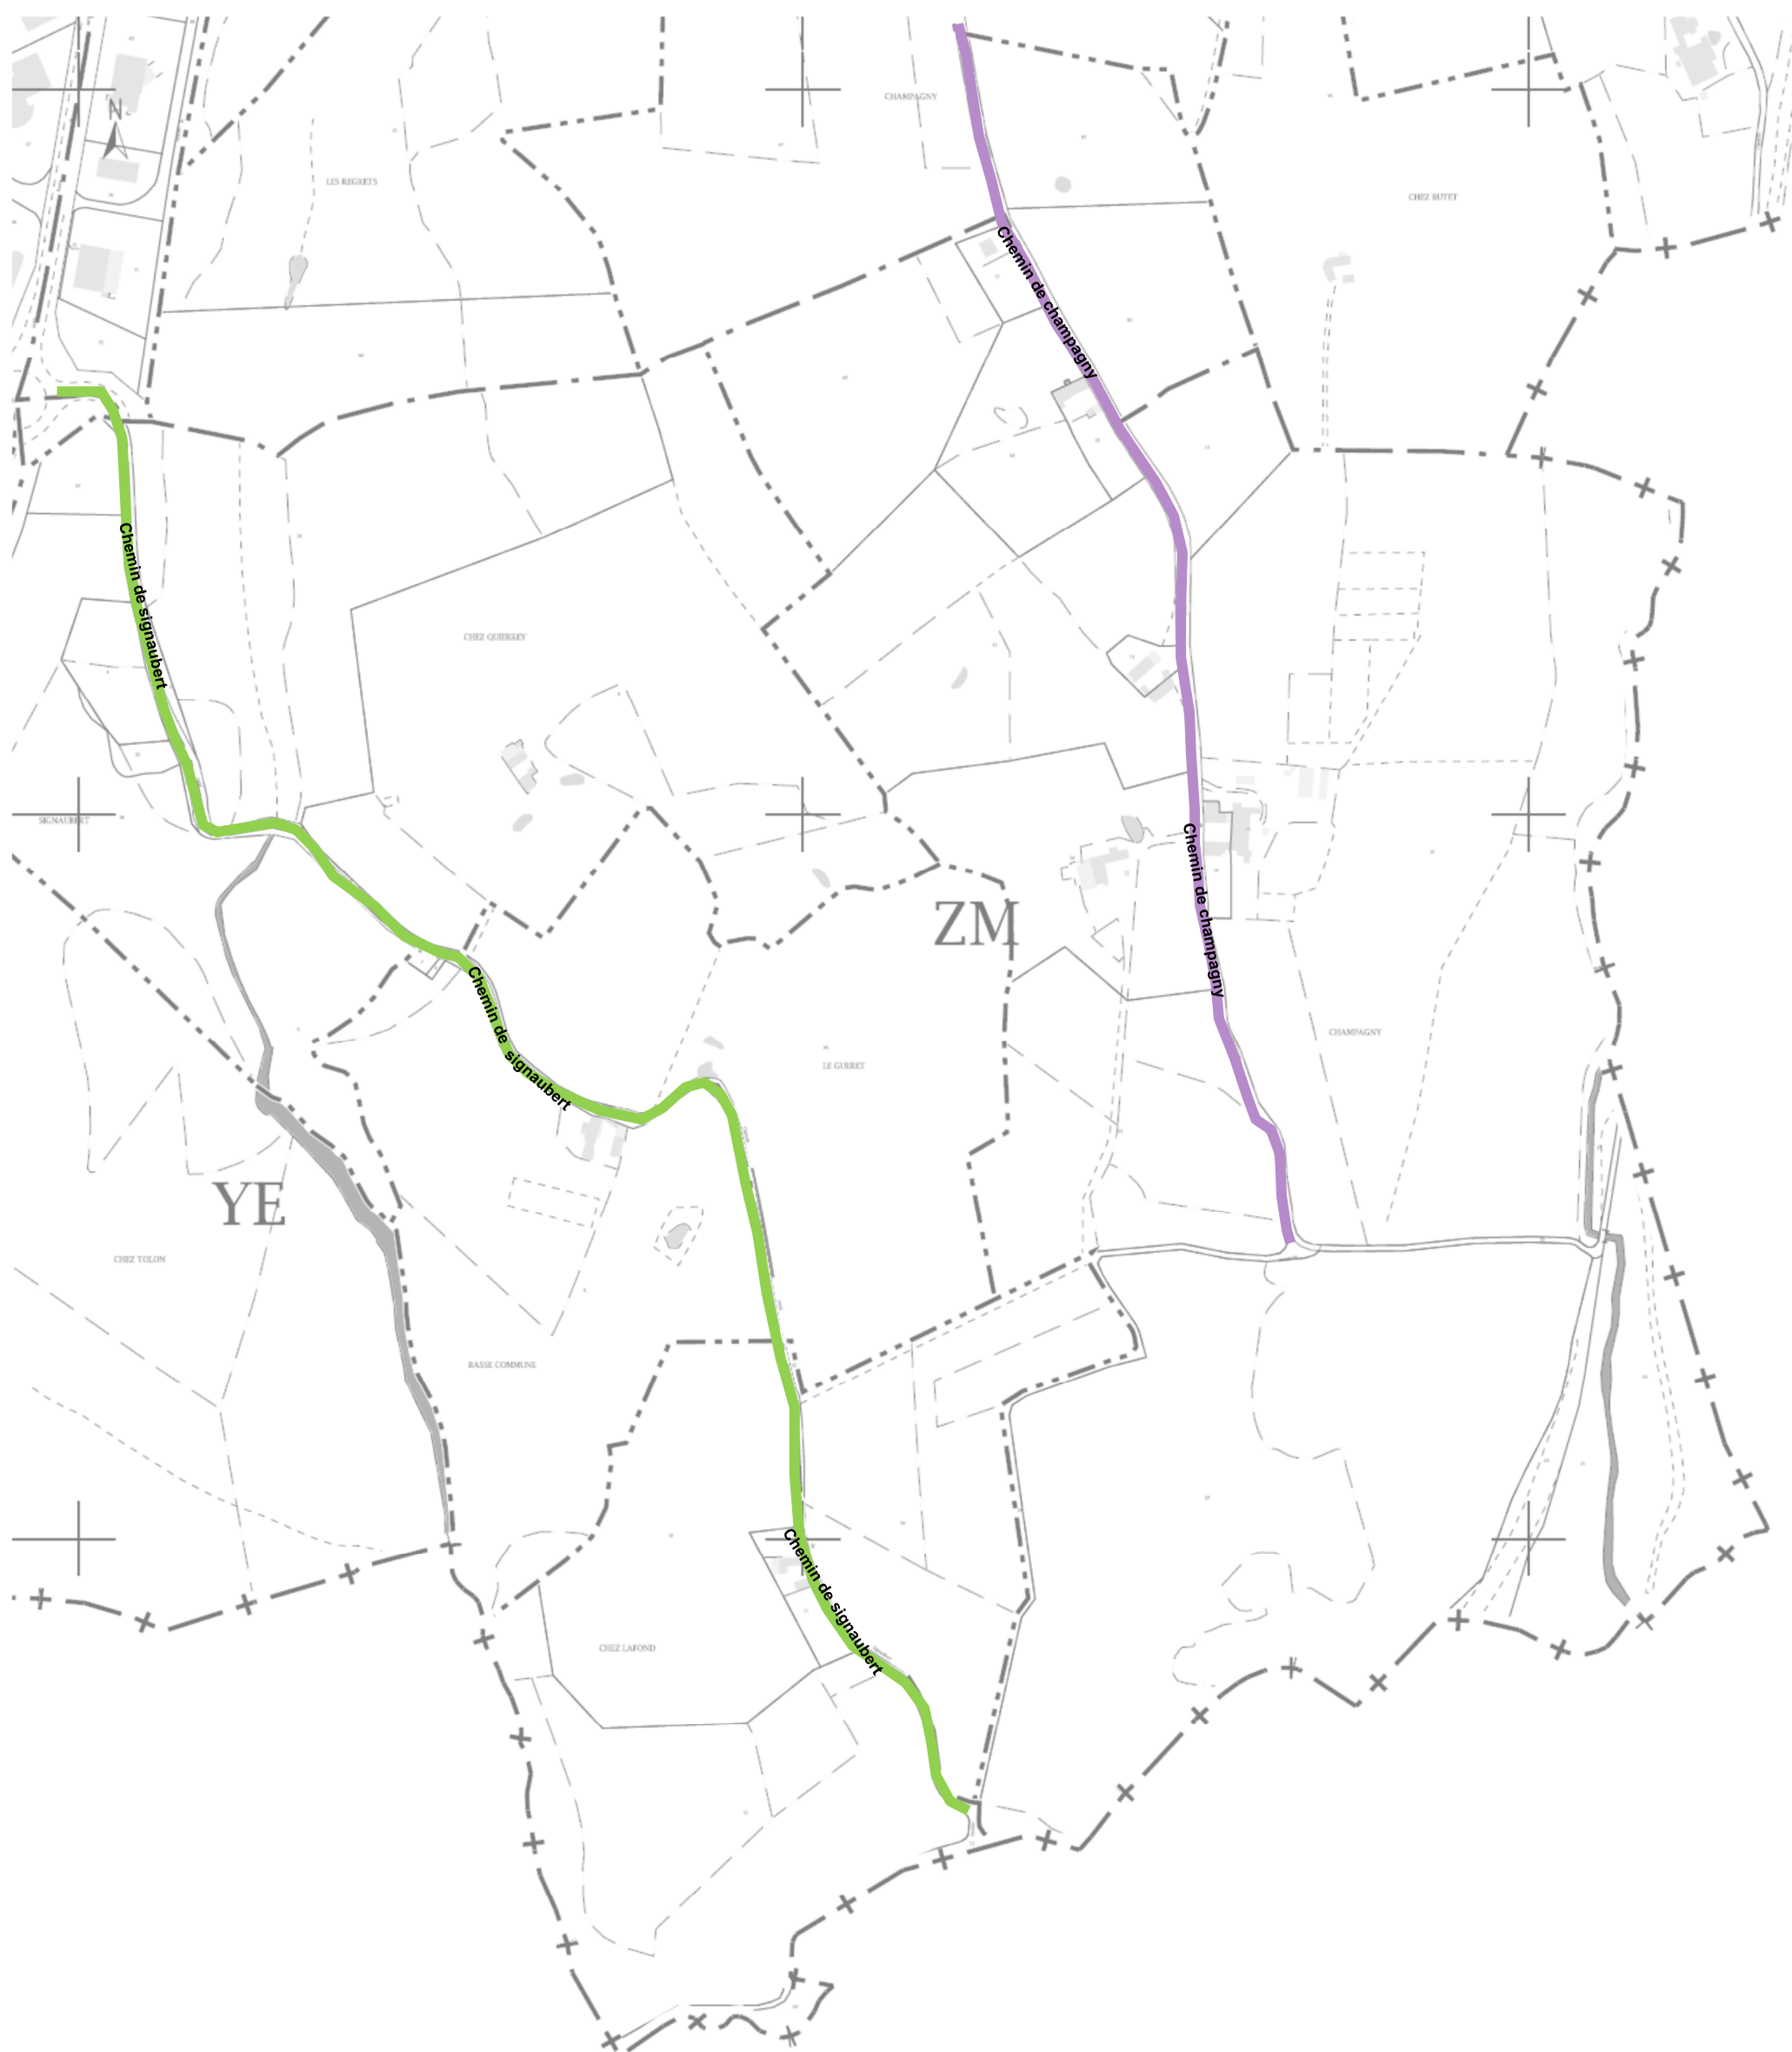 N
CHAMPAGNY
LES REGRETS
CHEZ BUTET
Chemin de champagny
Chemin de signaubert
CHEZ QUIERREY
SIGNAUBERT
Chemin de champagny
ZM
Chemin de signaubert
CHAMPAGNY
LE GUERET
YE
CHEZ TOLON
BASSE COMMUNE
Chemin de signaubert
CHEZ LAFOND